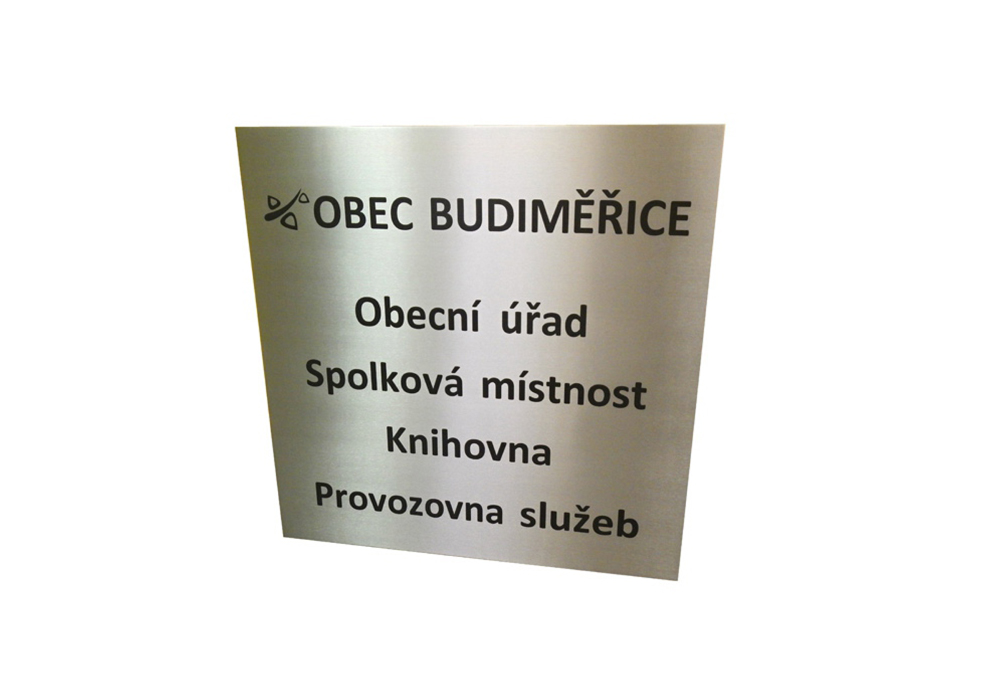 OBEC BUDIMĚŘICE
Obecní úřad
Spolková místnost
Knihovna
Provozovna služeb